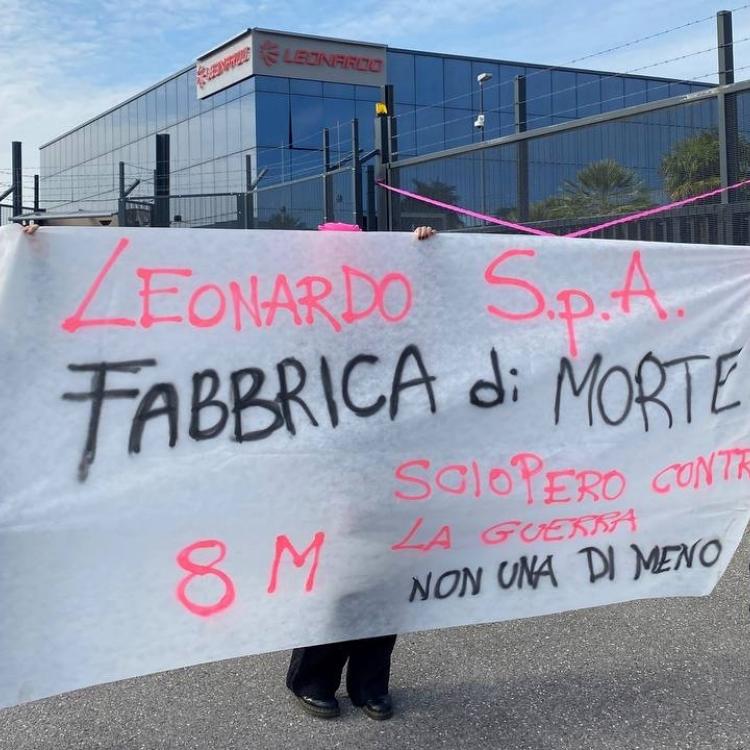 LEONARDO
LEONARDO
LEONARDO S.p.A.
FABBRICA di MORTE
SCIOPERO CONTR
LA GUERRA
8 M
NON UNA DI MENO